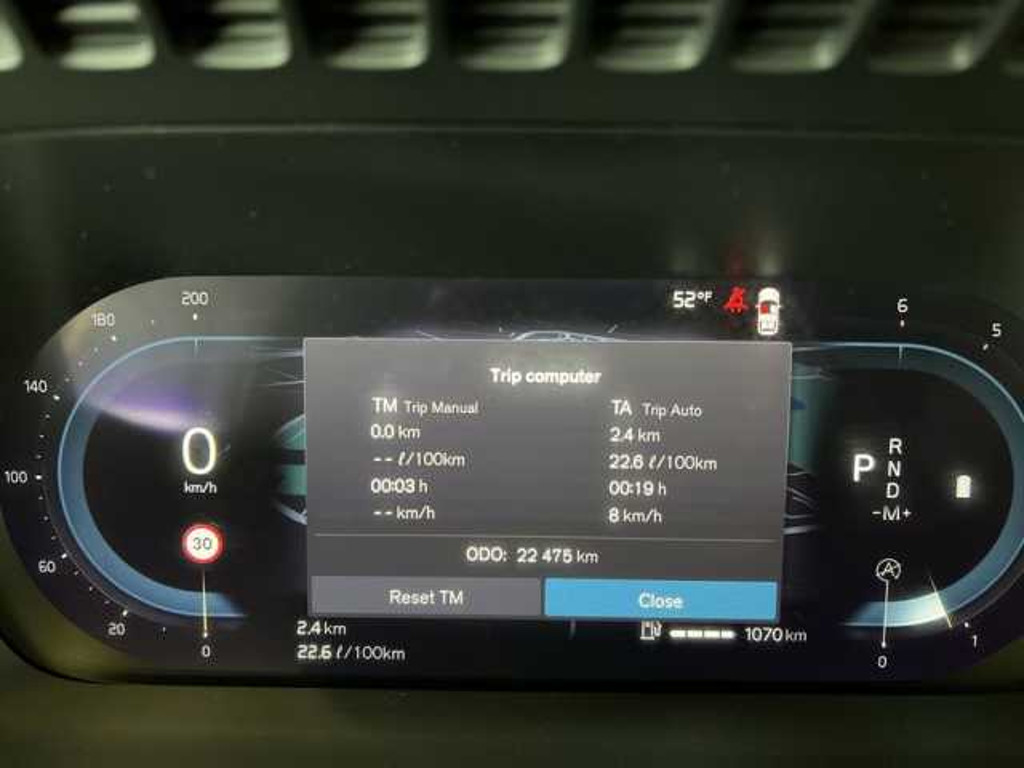 200
52°F
6
180
5
Trip computer
140
TM Trip Manual
TA Trip Auto
0.0 km
2.4 km
0
R
-- ℓ/100km
22.6 ℓ/100km
P
N
100
km/h
00:03 h
00:19 h
D
-- km/h
8 km/h
-M+
30
ODO: 22 475 km
60
A
Reset TM
Close
20
2.4 km
1070 km
1
0
22.6 ℓ/100km
0